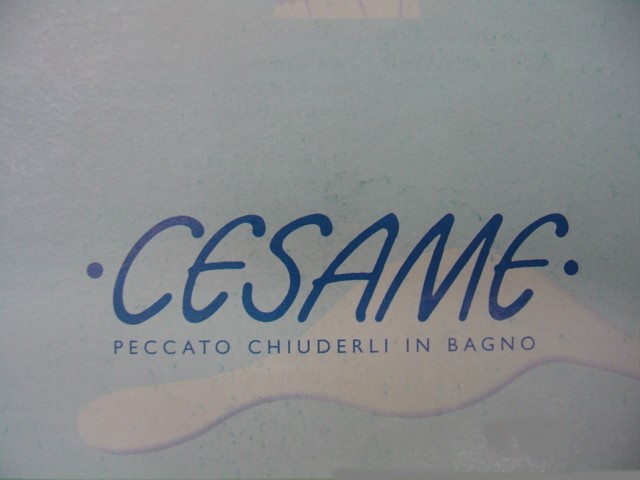 ·CESAME·
PECCATO CHIUDERLI IN BAGNO